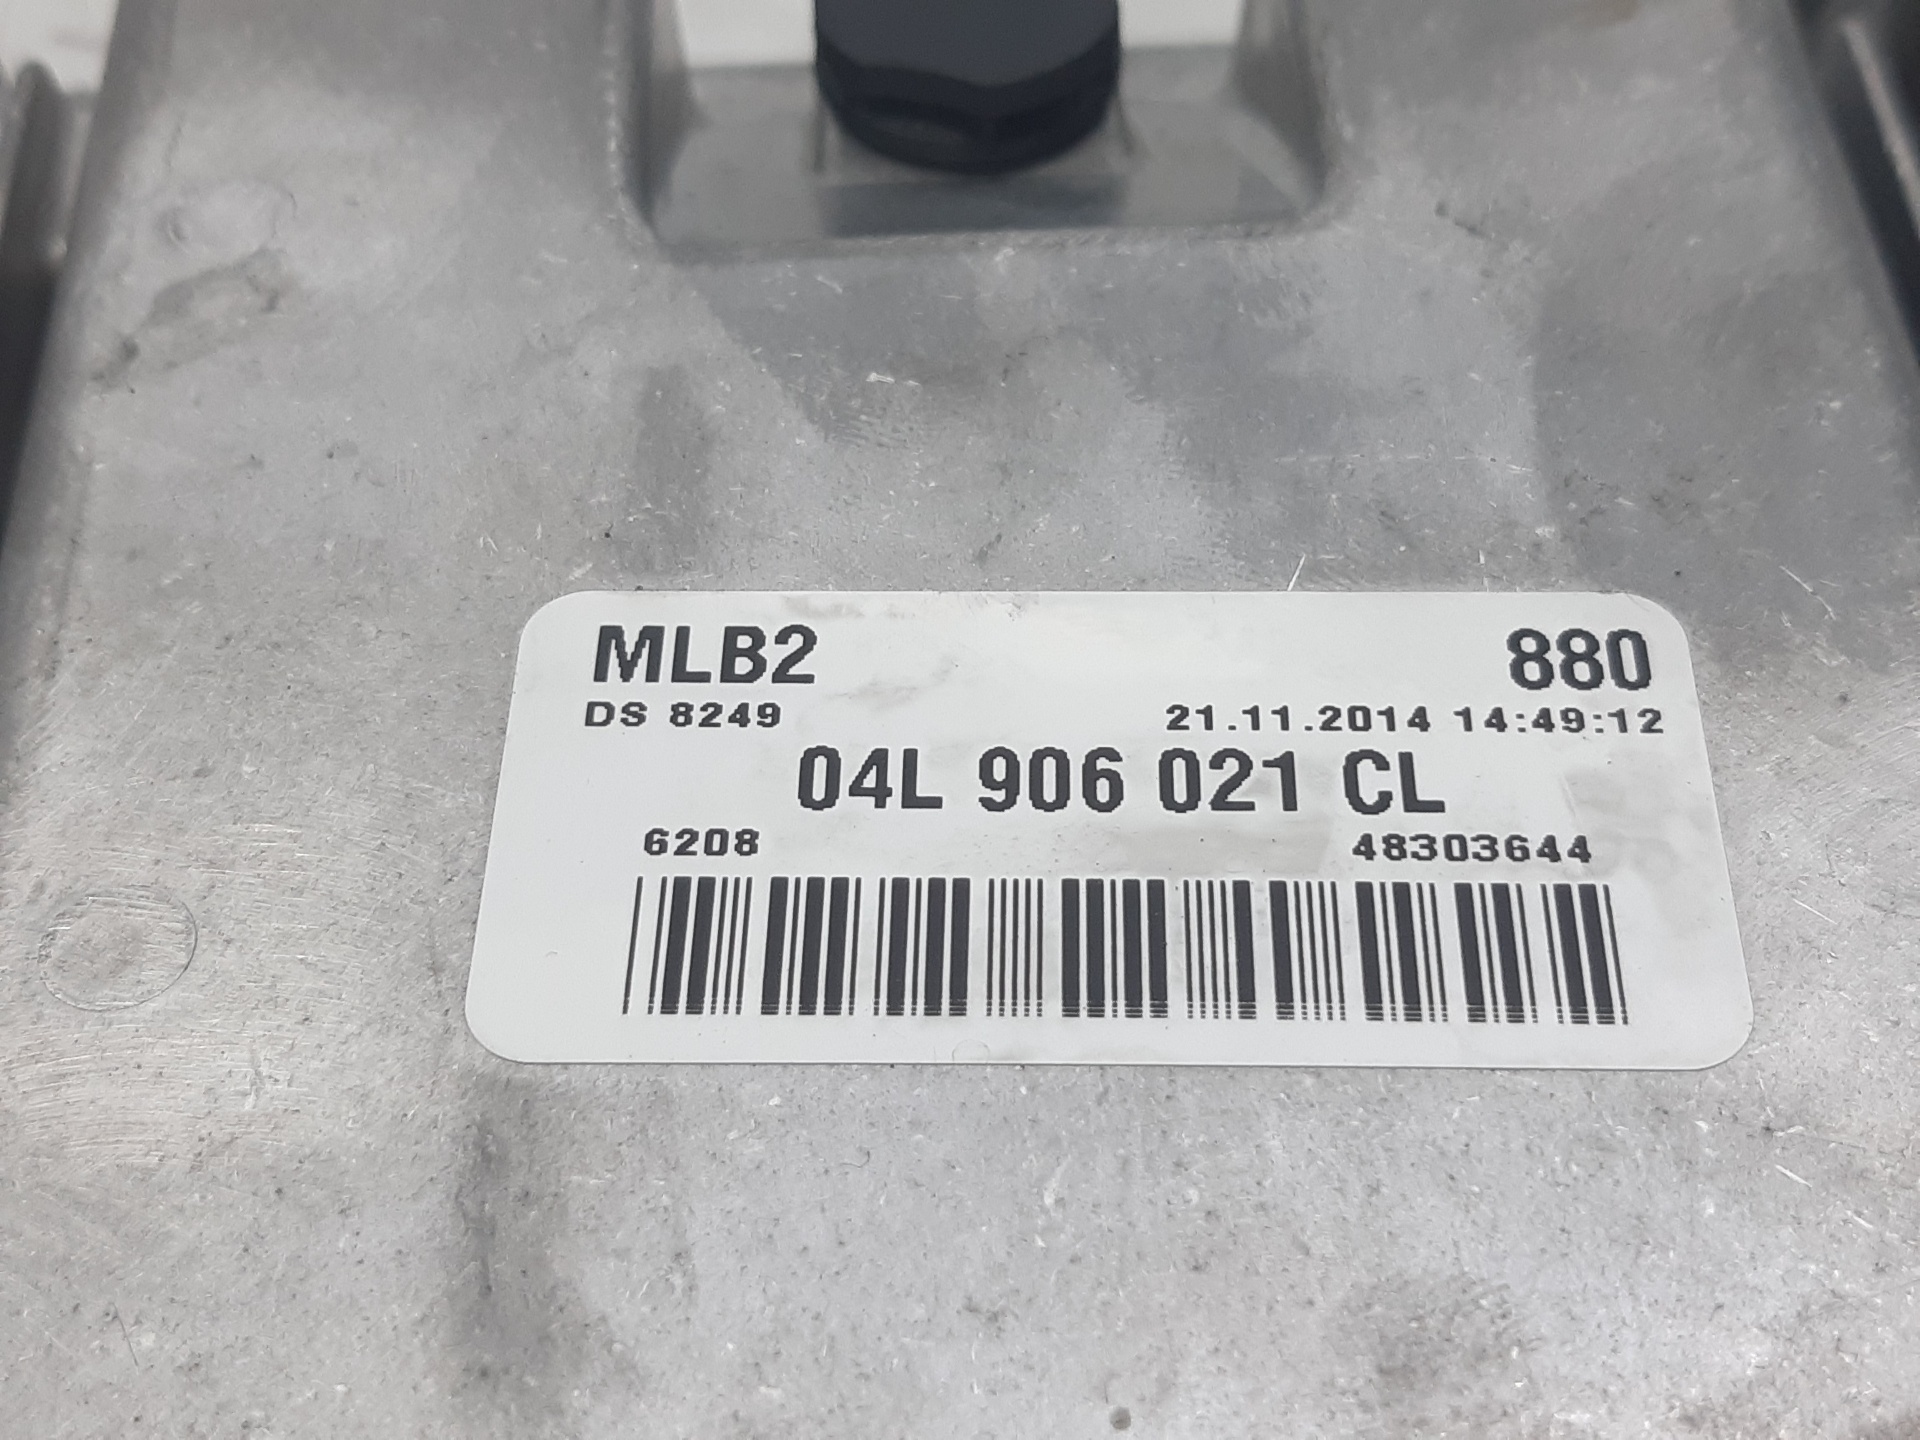 MLB2 880
DS 8249 21.11.2014 14:49:12
04L 906 021 CL
6208 48303644